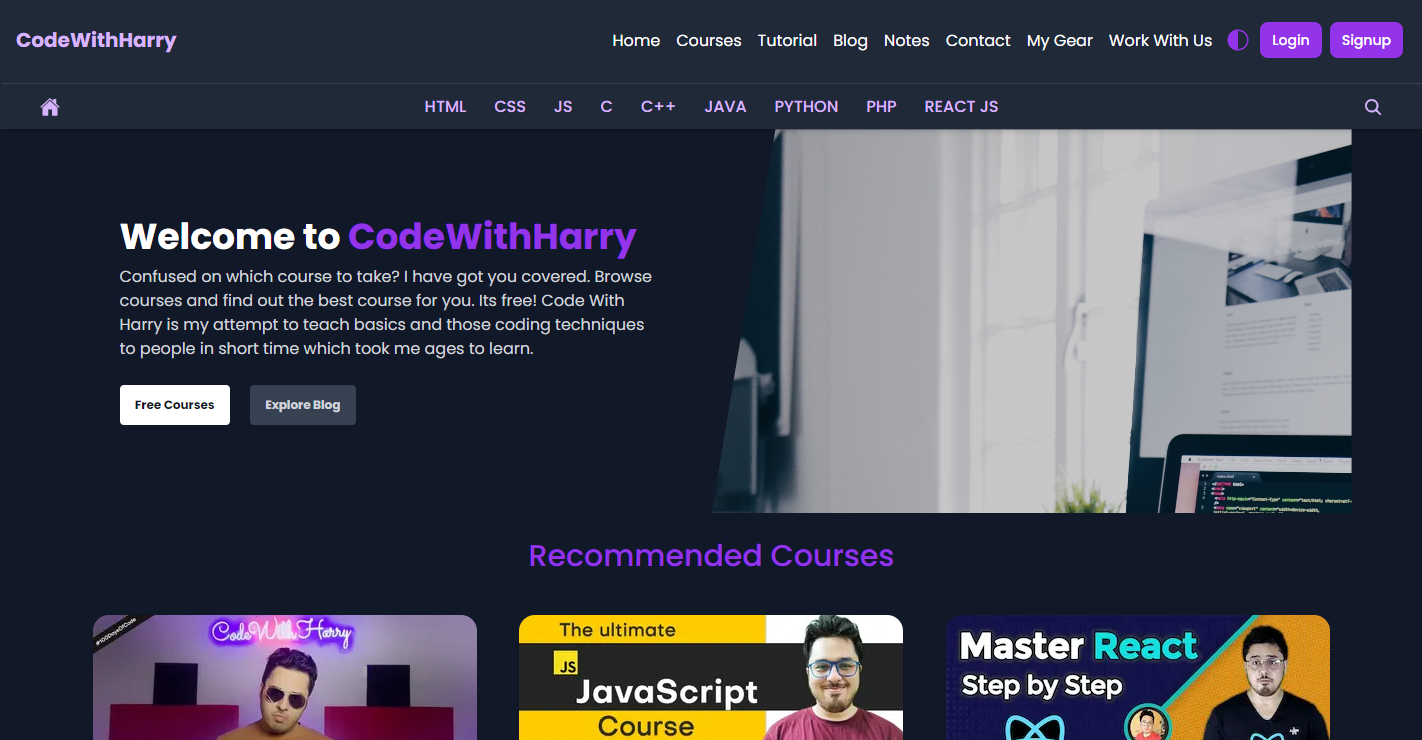 CodeWithHarry
Home Courses Tutorial Blog Notes Contact My Gear Work With Us Login Signup
HTML CSS JS C C++ JAVA PYTHON PHP REACT JS
Welcome to CodeWithHarry
Confused on which course to take? I have got you covered. Browse
courses and find out the best course for you. Its free! Code With
Harry is my attempt to teach basics and those coding techniques
to people in short time which took me ages to learn.
Free Courses Explore Blog
Recommended Courses
#100DaysOfCode
CodeWithHarry
The ultimate
JS
JavaScript
Course
Master React
Step by Step